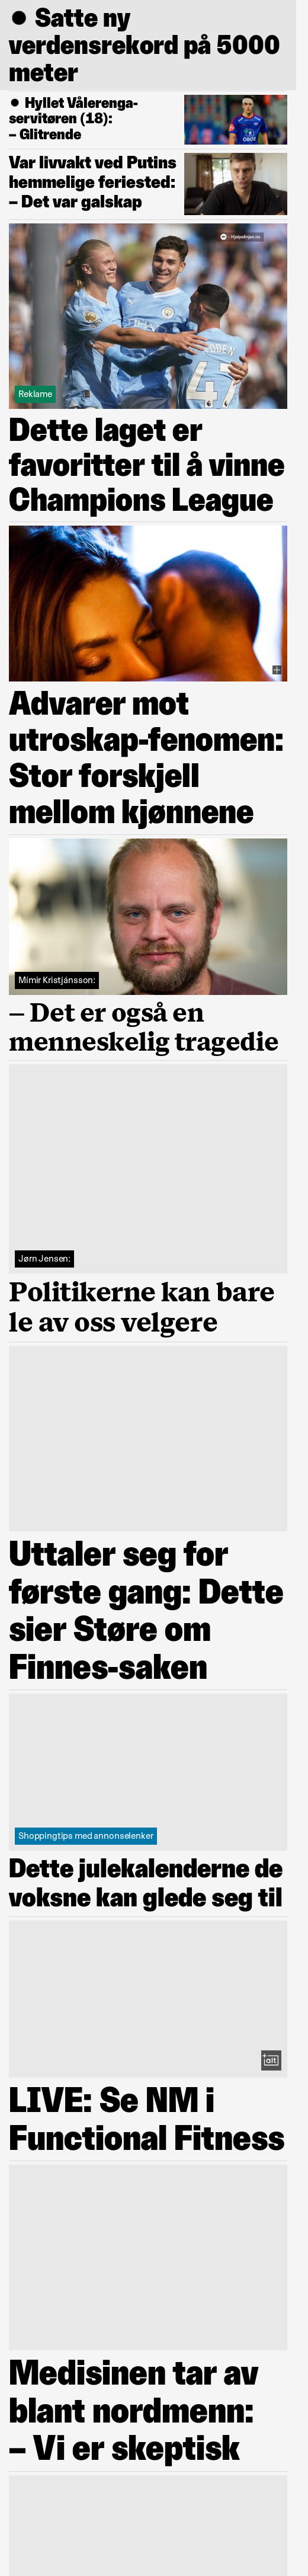 ● Satte ny
verdensrekord på 5000
meter
● Hyllet Vålerenga-
servitøren (18):
– Glitrende
OBOS
Var livvakt ved Putins
hemmelige feriested:
– Det var galskap
Hjelpelinjen.no
FODEN
47
Reklame
Dette laget er
favoritter til å vinne
Champions League
Advarer mot
utroskap-fenomen:
Stor forskjell
mellom kjønnene
Mímir Kristjánsson:
– Det er også en
menneskelig tragedie
Jørn Jensen:
Politikerne kan bare
le av oss velgere
Uttaler seg for
første gang: Dette
sier Støre om
Finnes-saken
Shoppingtips med annonselenker
Dette julekalenderne de
voksne kan glede seg til
+alt
LIVE: Se NM i
Functional Fitness
Medisinen tar av
blant nordmenn:
– Vi er skeptisk